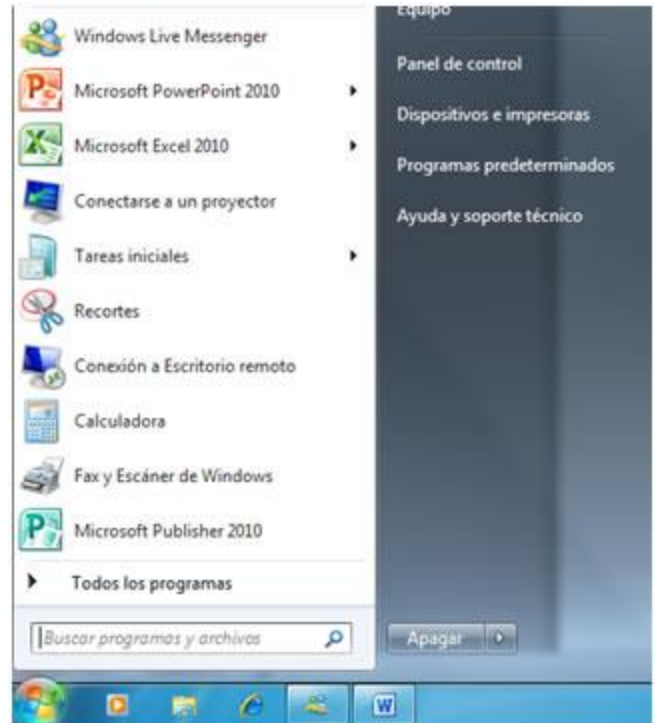 Windows Live Messenger
Microsoft PowerPoint 2010
Microsoft Excel 2010
Conectarse a un proyector
Tareas iniciales
Recortes
Conexión a Escritorio remoto
Calculadora
Fax y Escáner de Windows
Microsoft Publisher 2010
Todos los programas
Buscar programas y archivos
Equipo
Panel de control
Dispositivos e impresoras
Programas predeterminados
Ayuda y soporte técnico
Apagar